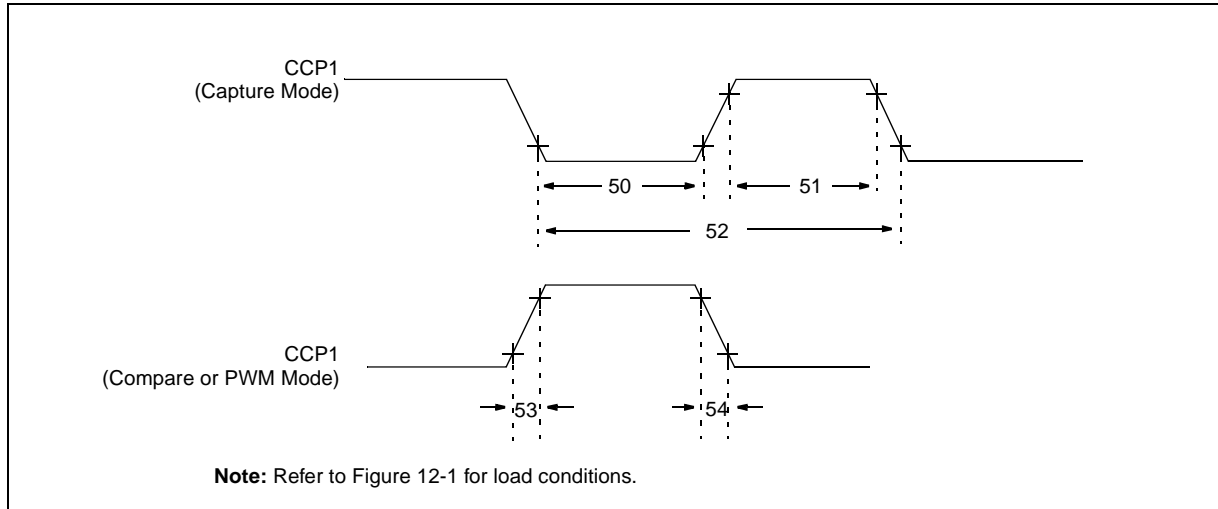 CCP1
(Capture Mode)
50
51
52
CCP1
(Compare or PWM Mode)
53
54
Note: Refer to Figure 12-1 for load conditions.